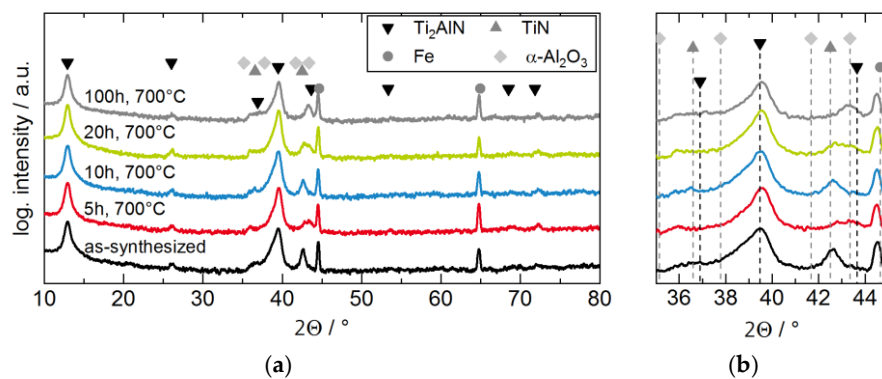 (a)
(b)
Ti₂AlN
TiN
Fe
α-Al₂O₃
100h, 700°C
20h, 700°C
10h, 700°C
5h, 700°C
as-synthesized
log. intensity / a.u.
10 20 30 40 50 60 70 80
2Θ / °
36 38 40 42 44
2Θ / °
(a) (b)